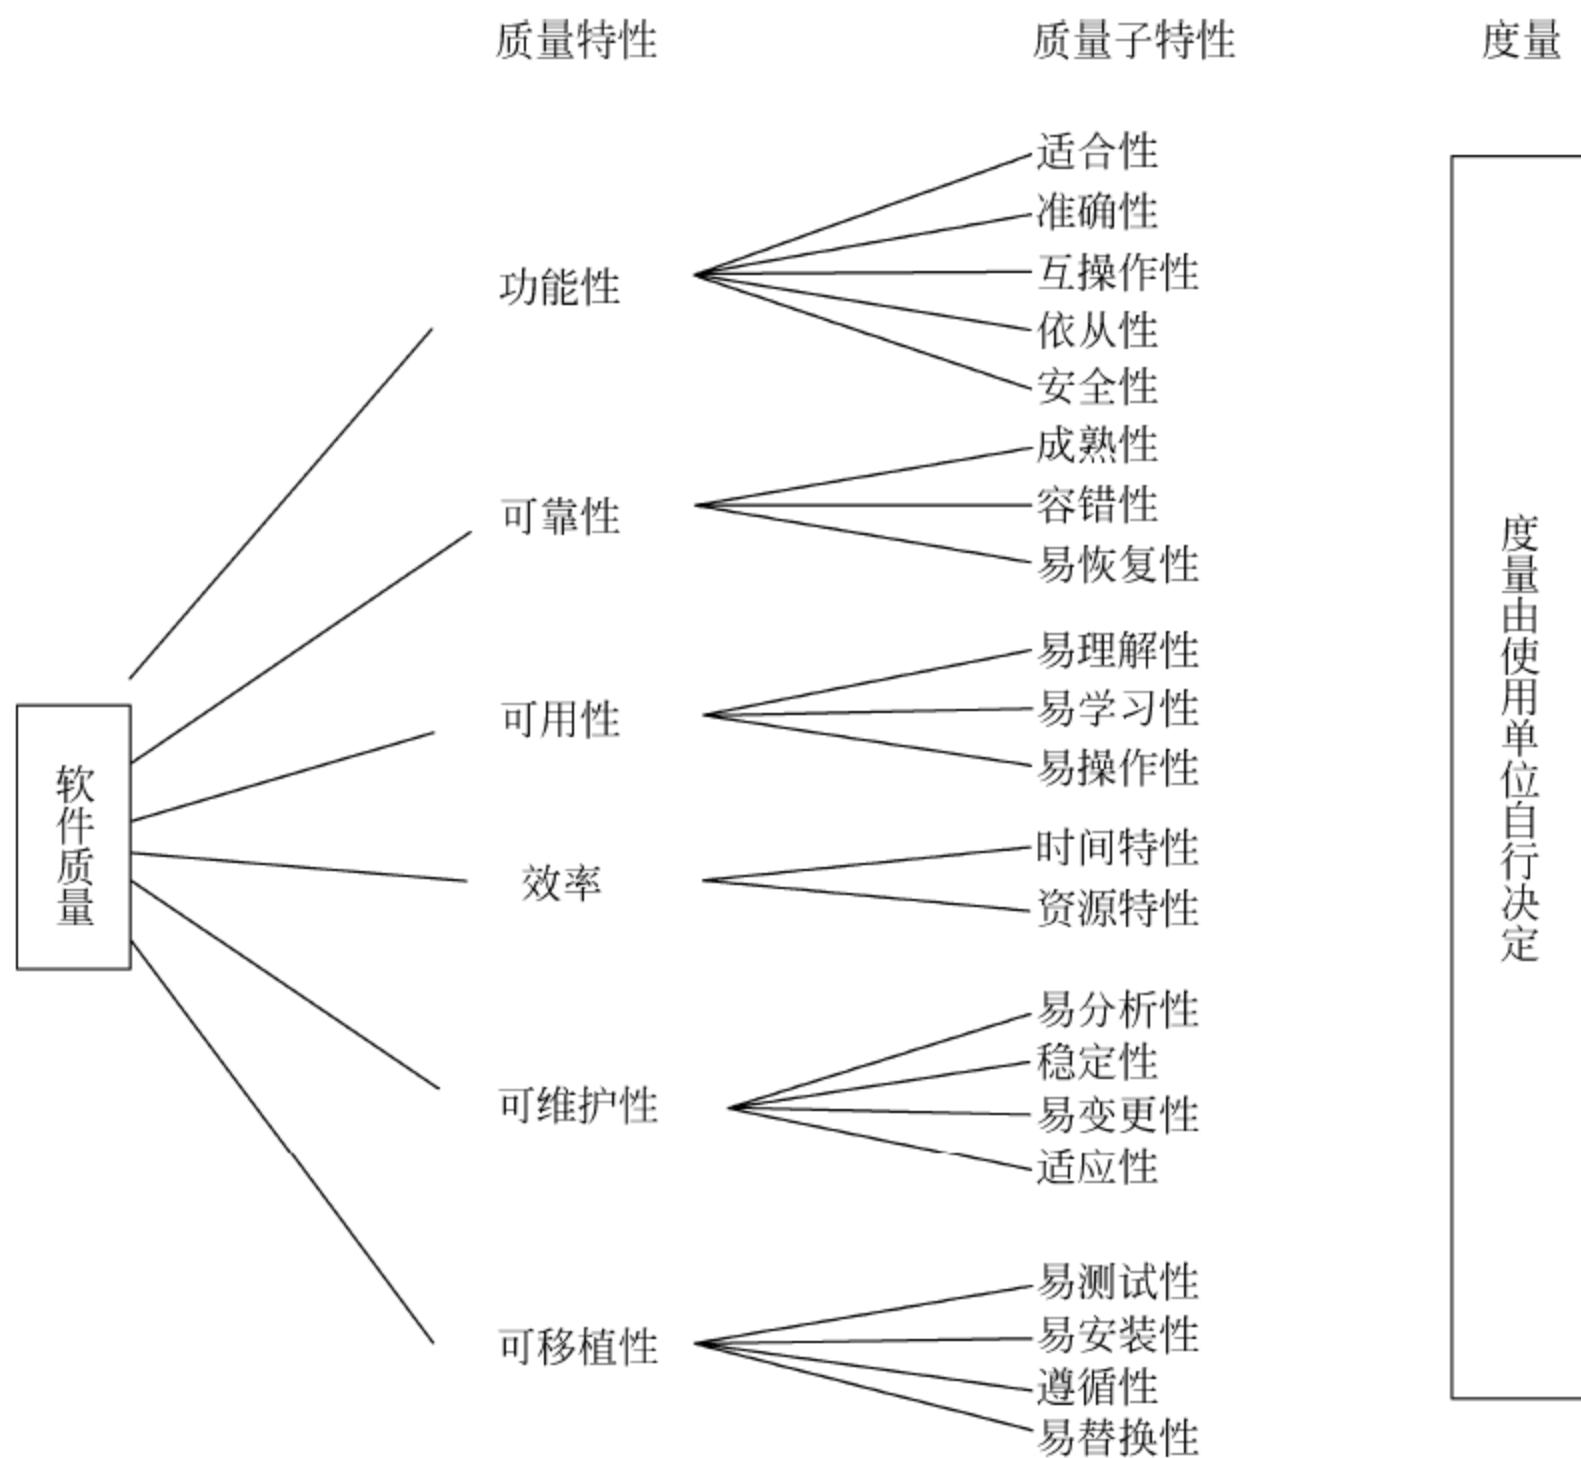 质量特性
质量子特性
度量
软件质量
功能性
适合性
准确性
互操作性
依从性
安全性
可靠性
成熟性
容错性
易恢复性
可用性
易理解性
易学习性
易操作性
效率
时间特性
资源特性
可维护性
易分析性
稳定性
易变更性
适应性
可移植性
易测试性
易安装性
遵循性
易替换性
度量由使用单位自行决定